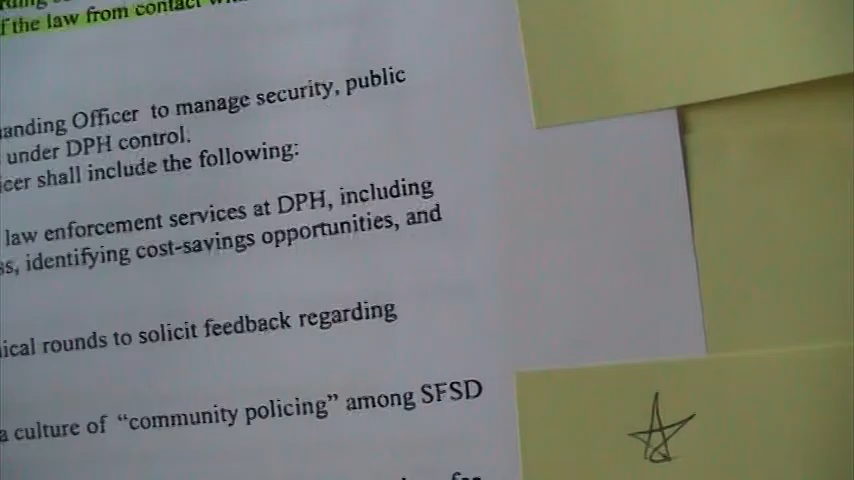 f the law from contact
anding Officer to manage security, public
under DPH control.
icer shall include the following:
law enforcement services at DPH, including
ss, identifying cost-savings opportunities, and
ical rounds to solicit feedback regarding
a culture of “community policing” among SFSD